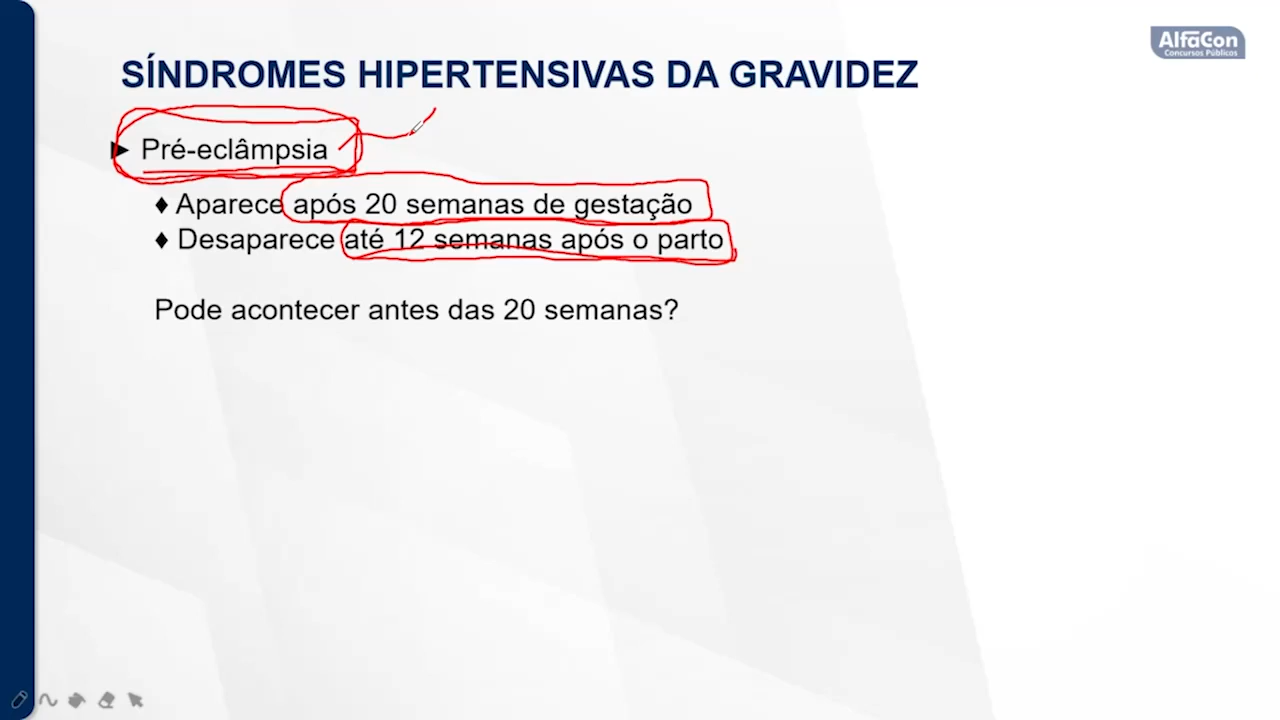 AlfaCon
Concursos Públicos
SÍNDROMES HIPERTENSIVAS DA GRAVIDEZ
► Pré-eclâmpsia
♦ Aparece após 20 semanas de gestação
♦ Desaparece até 12 semanas após o parto
Pode acontecer antes das 20 semanas?